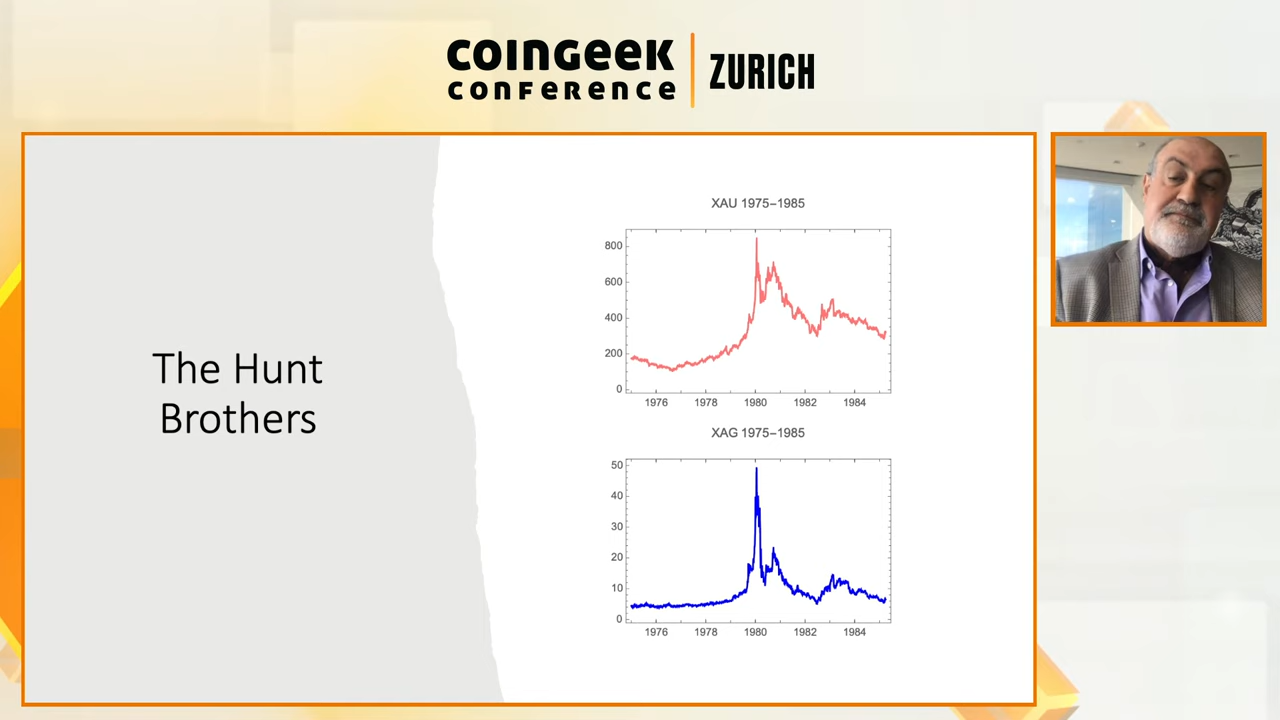 COINGEEK
CONFERENCE
ZURICH
The Hunt
Brothers
XAU 1975–1985
800
600
400
200
0
1976 1978 1980 1982 1984
XAG 1975–1985
50
40
30
20
10
0
1976 1978 1980 1982 1984